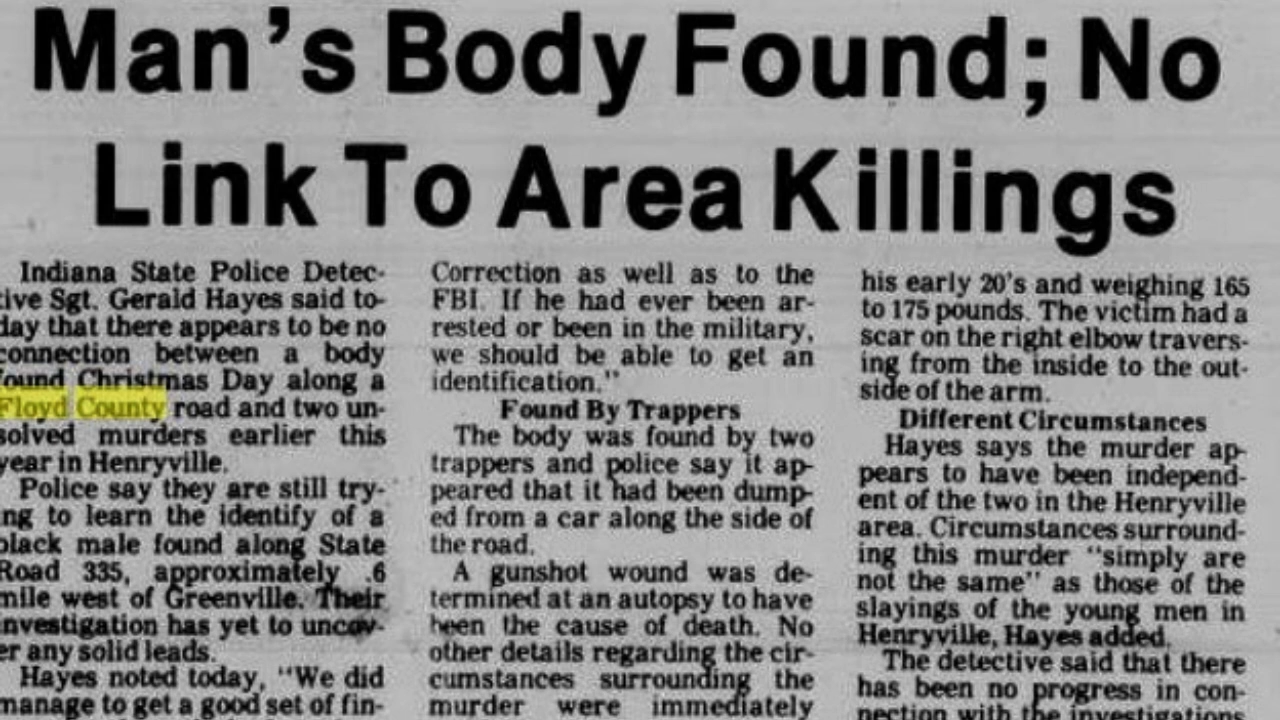 Man's Body Found; No
Link To Area Killings
Indiana State Police Detec-
tive Sgt. Gerald Hayes said to-
day that there appears to be no
connection between a body
found Christmas Day along a
Floyd County road and two un-
solved murders earlier this
year in Henryville.
Police say they are still try-
ing to learn the identify of a
black male found along State
Road 335, approximately .6
mile west of Greenville. Their
investigation has yet to uncov-
er any solid leads.
Hayes noted today, "We did
manage to get a good set of fin-
Correction as well as to the
FBI. If he had ever been ar-
rested or been in the military,
we should be able to get an
identification."
Found By Trappers
The body was found by two
trappers and police say it ap-
peared that it had been dump-
ed from a car along the side of
the road.
A gunshot wound was de-
termined at an autopsy to have
been the cause of death. No
other details regarding the cir-
cumstances surrounding the
murder were immediately
his early 20's and weighing 165
to 175 pounds. The victim had a
scar on the right elbow travers-
ing from the inside to the out-
side of the arm.
Different Circumstances
Hayes says the murder ap-
pears to have been independ-
ent of the two in the Henryville
area. Circumstances surround-
ing this murder "simply are
not the same" as those of the
slayings of the young men in
Henryville, Hayes added.
The detective said that there
has been no progress in con-
nection with the investigations